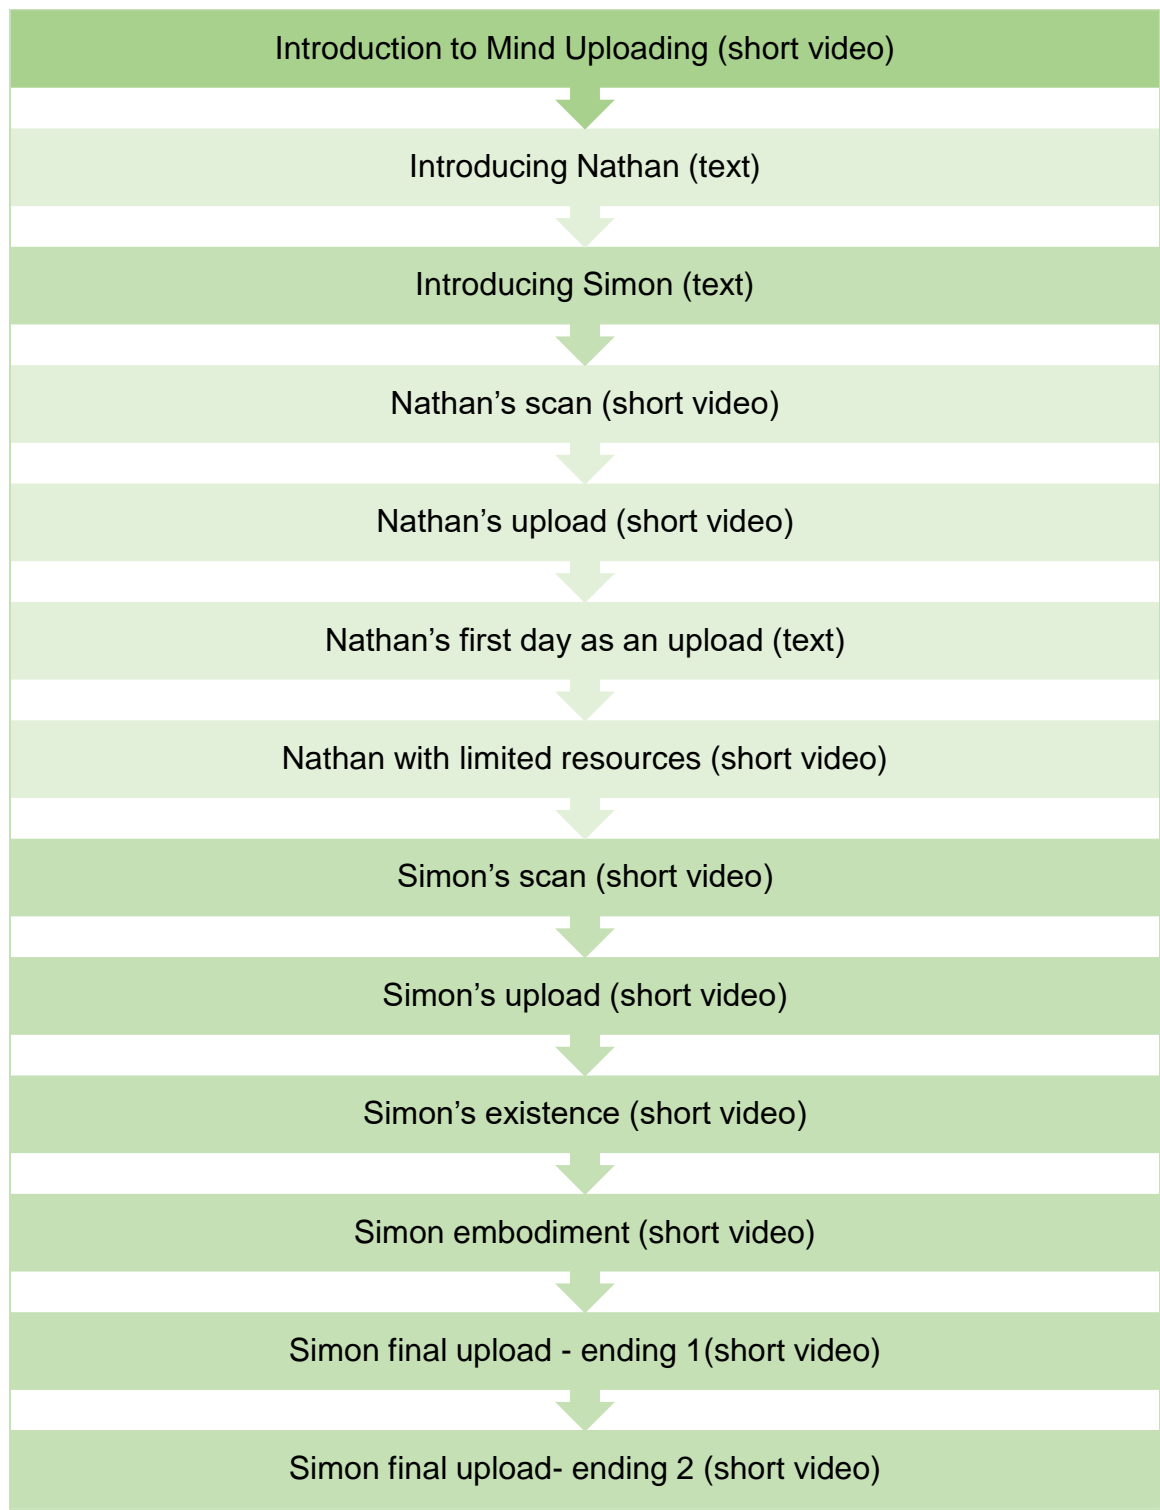 Introduction to Mind Uploading (short video)
Introducing Nathan (text)
Introducing Simon (text)
Nathan’s scan (short video)
Nathan’s upload (short video)
Nathan’s first day as an upload (text)
Nathan with limited resources (short video)
Simon’s scan (short video)
Simon’s upload (short video)
Simon’s existence (short video)
Simon embodiment (short video)
Simon final upload - ending 1(short video)
Simon final upload- ending 2 (short video)